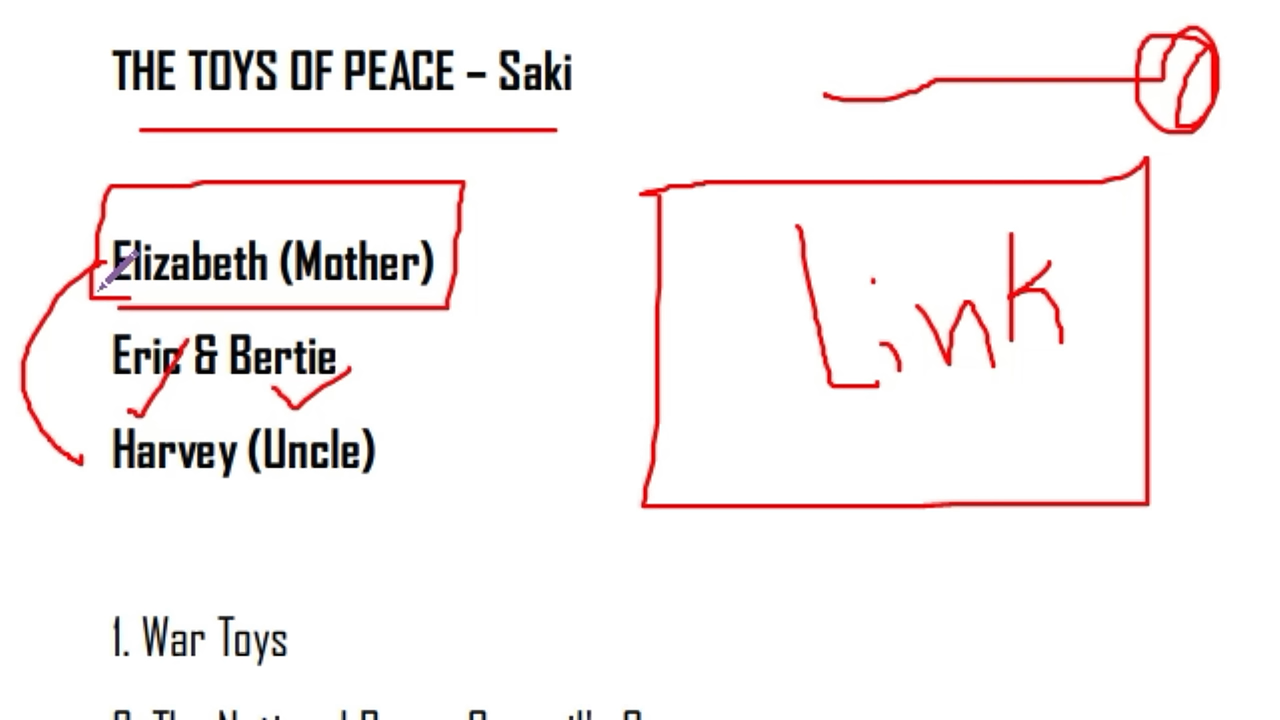 THE TOYS OF PEACE – Saki
Elizabeth (Mother)
Link
Eric & Bertie
Harvey (Uncle)
1. War Toys